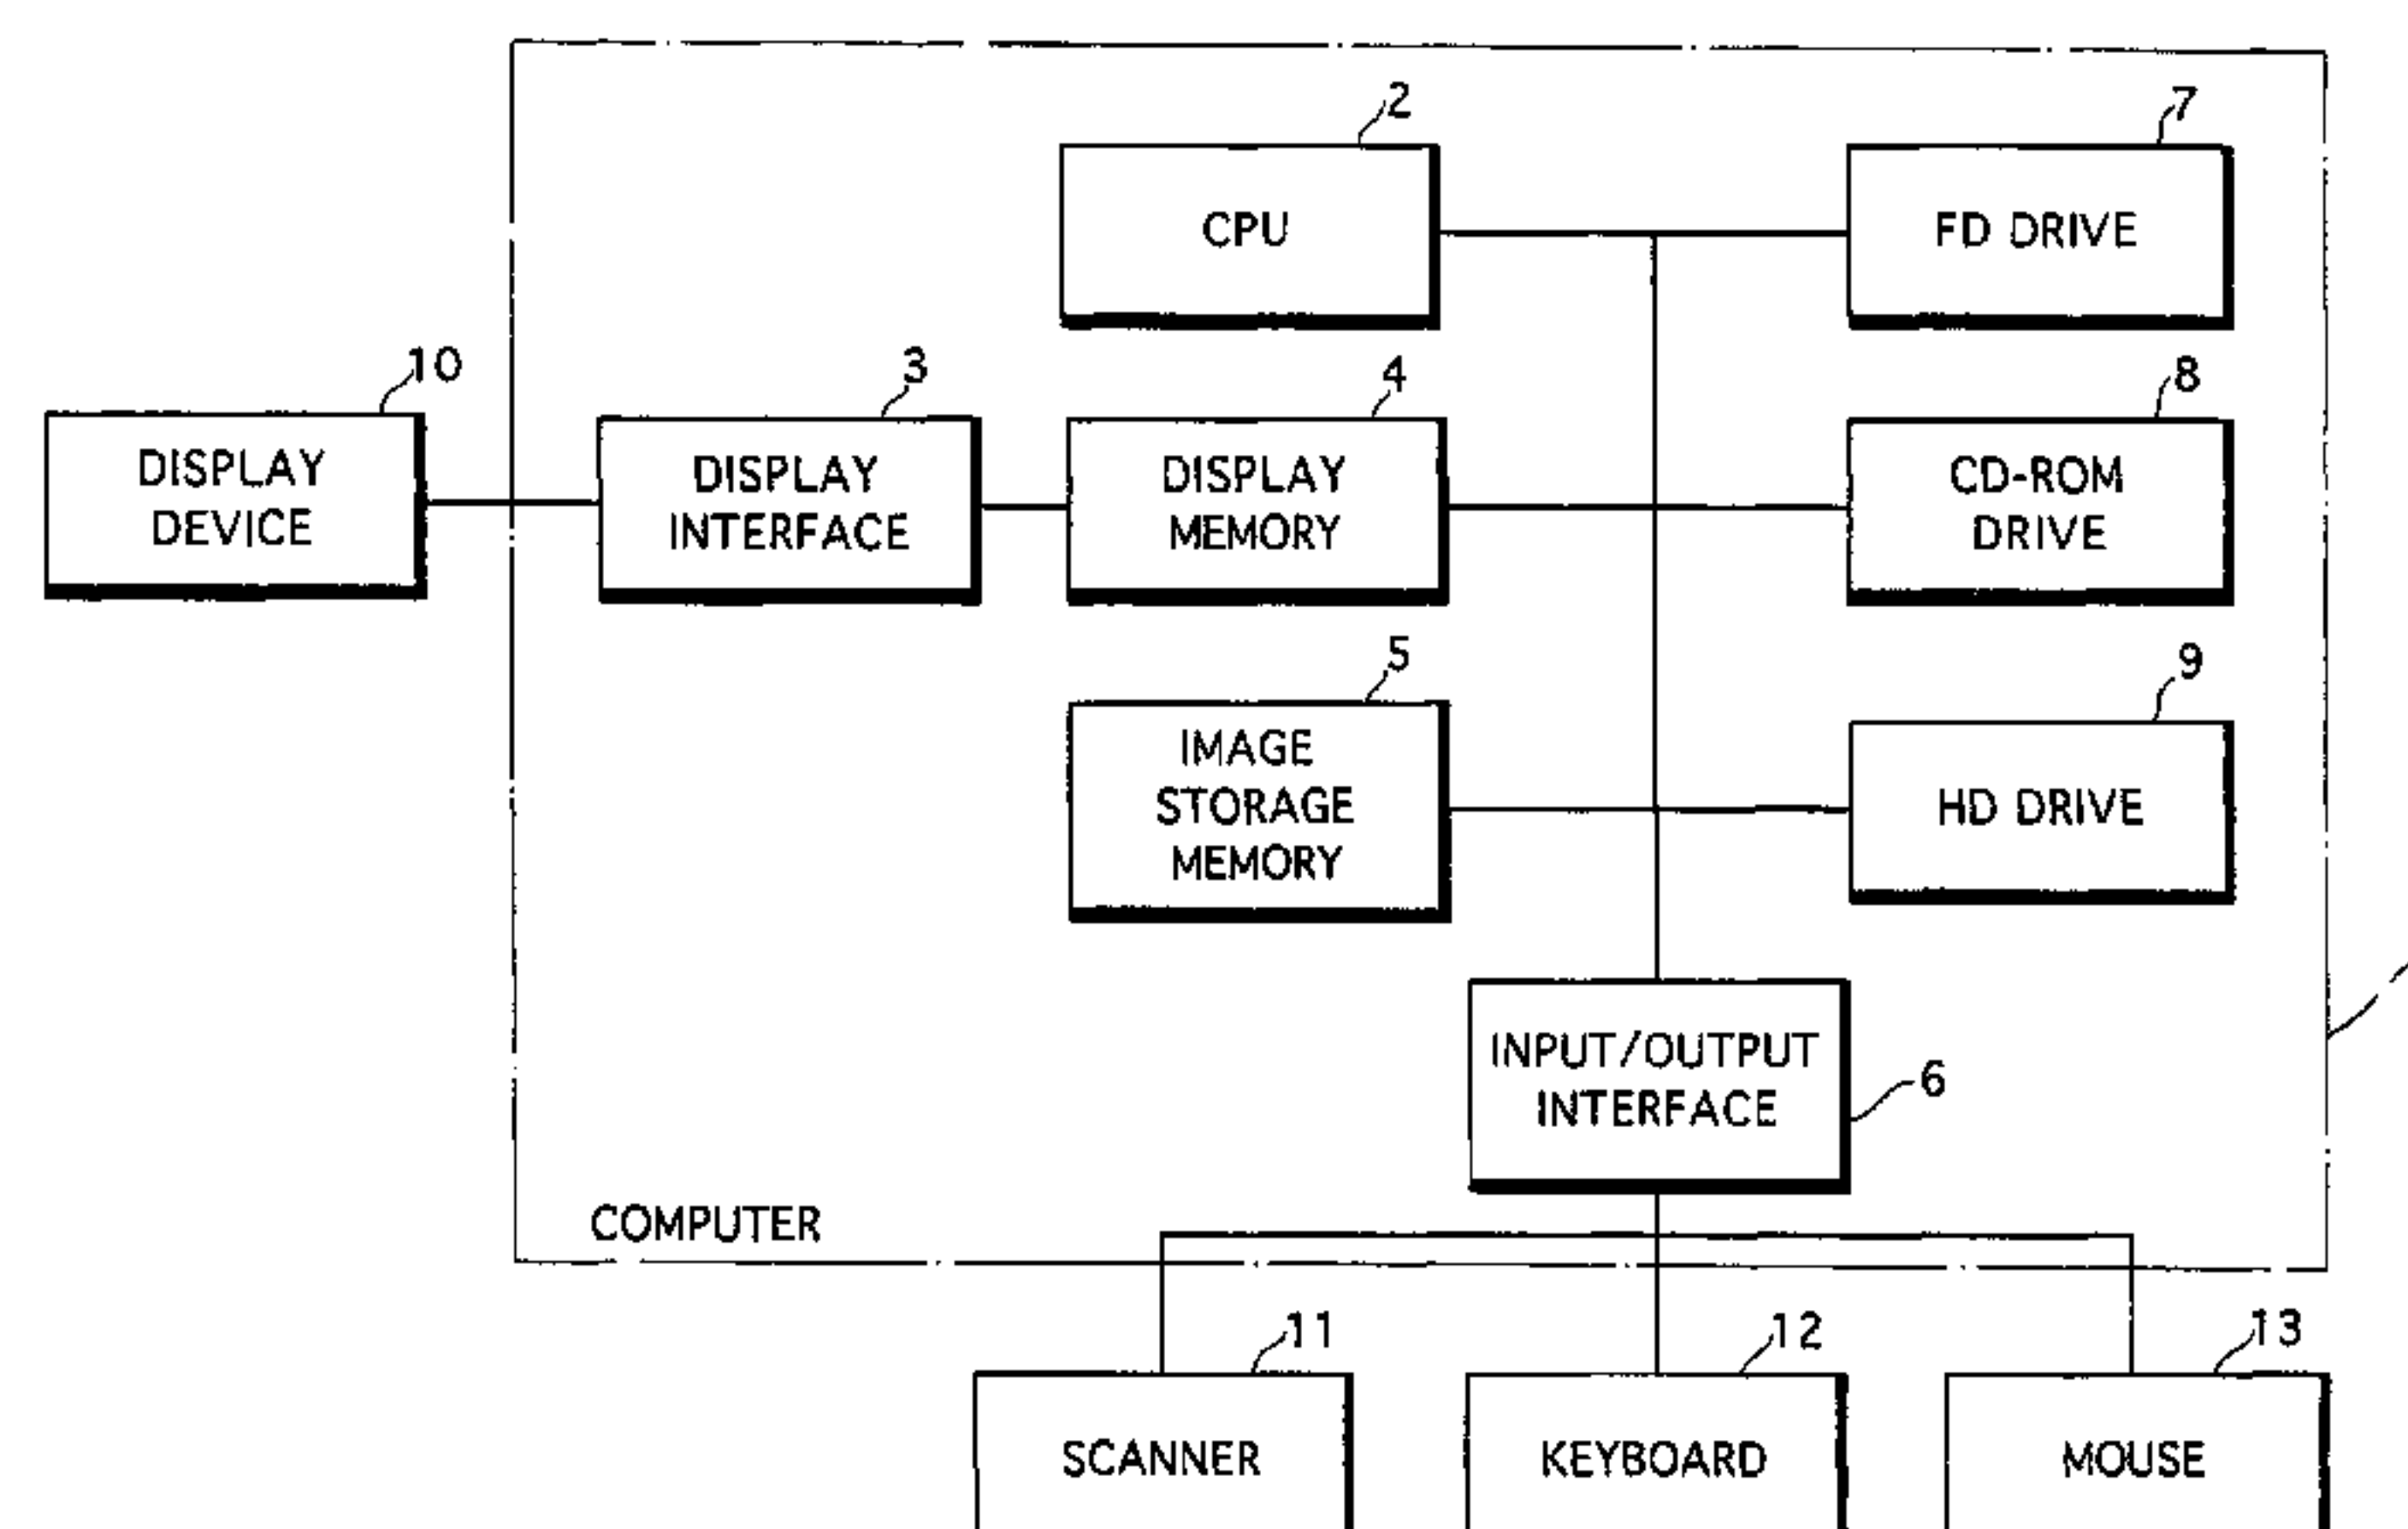 2
7
CPU
FD DRIVE
10
3
4
8
DISPLAY
DEVICE
DISPLAY
INTERFACE
DISPLAY
MEMORY
CD-ROM
DRIVE
5
9
IMAGE
STORAGE
MEMORY
HD DRIVE
INPUT/OUTPUT
INTERFACE
6
COMPUTER
11
12
13
SCANNER
KEYBOARD
MOUSE